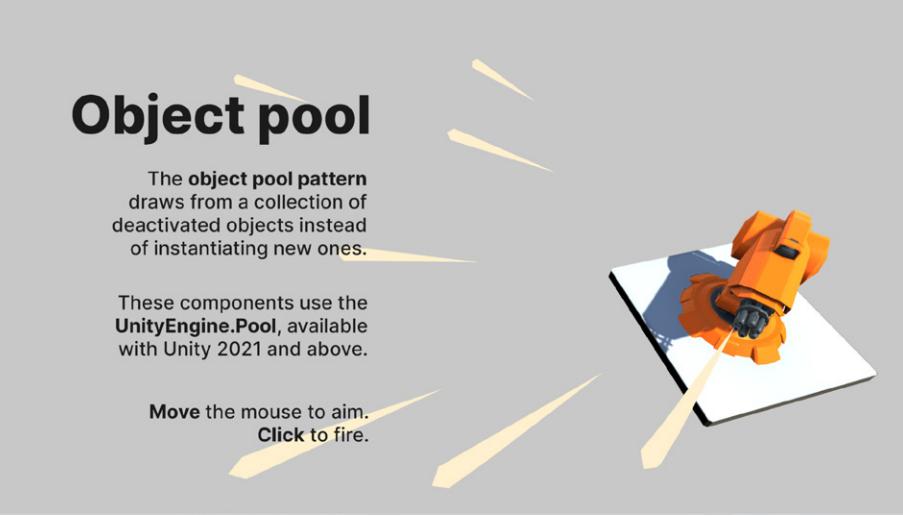 Object pool
The object pool pattern
draws from a collection of
deactivated objects instead
of instantiating new ones.
These components use the
UnityEngine.Pool, available
with Unity 2021 and above.
Move the mouse to aim.
Click to fire.